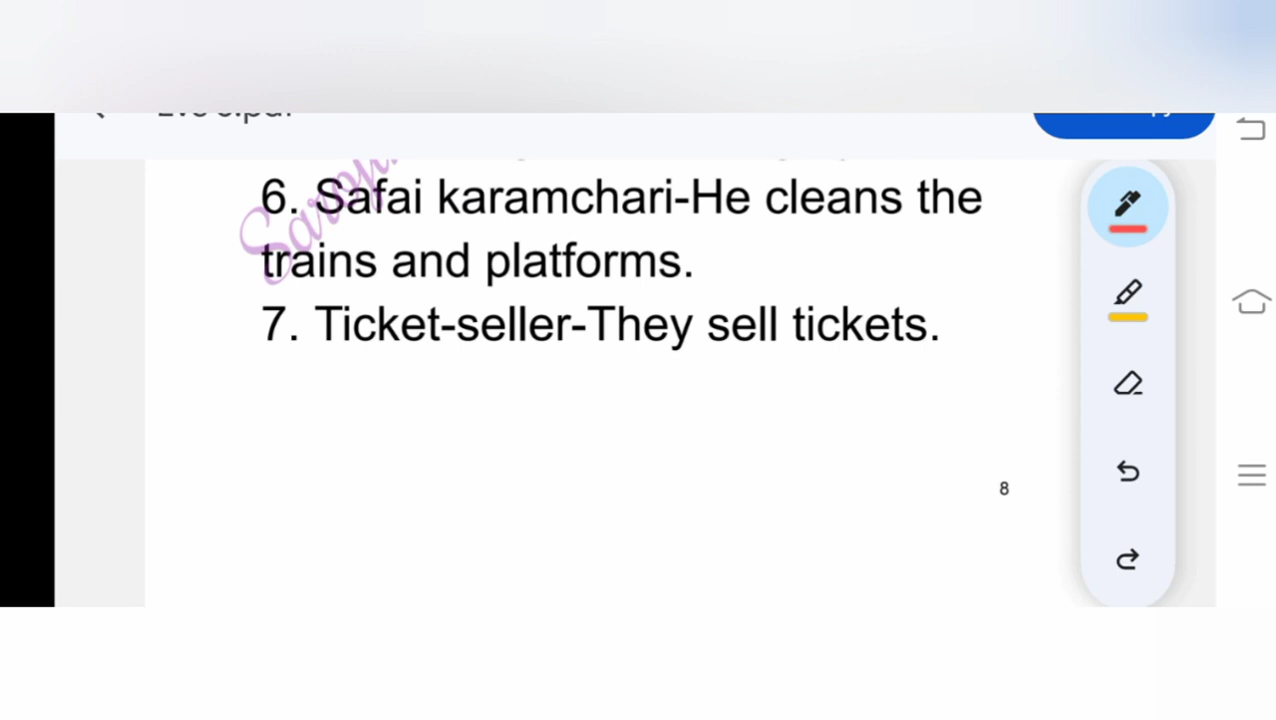 6. Safai karamchari-He cleans the
trains and platforms.
7. Ticket-seller-They sell tickets.
8